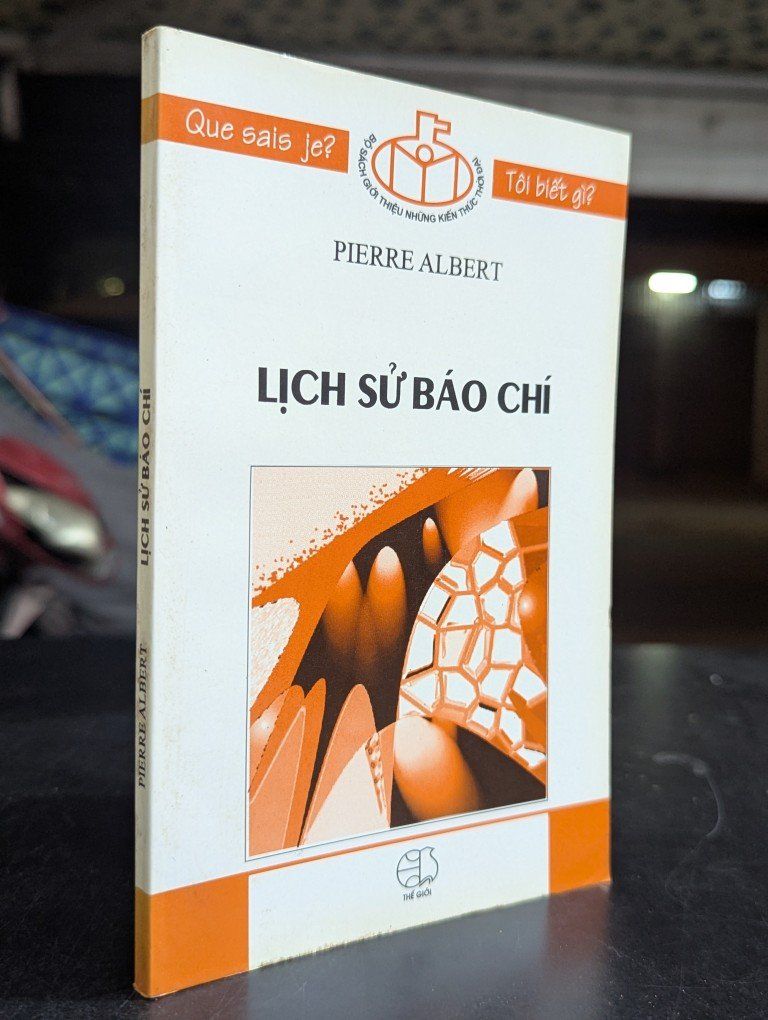 Que sais je?
BỘ SÁCH GIỚI THIỆU NHỮNG KIẾN THỨC THỜI ĐẠI
Tôi biết gì?
PIERRE ALBERT
LỊCH SỬ BÁO CHÍ
THẾ GIỚI
PIERRE ALBERT LỊCH SỬ BÁO CHÍ